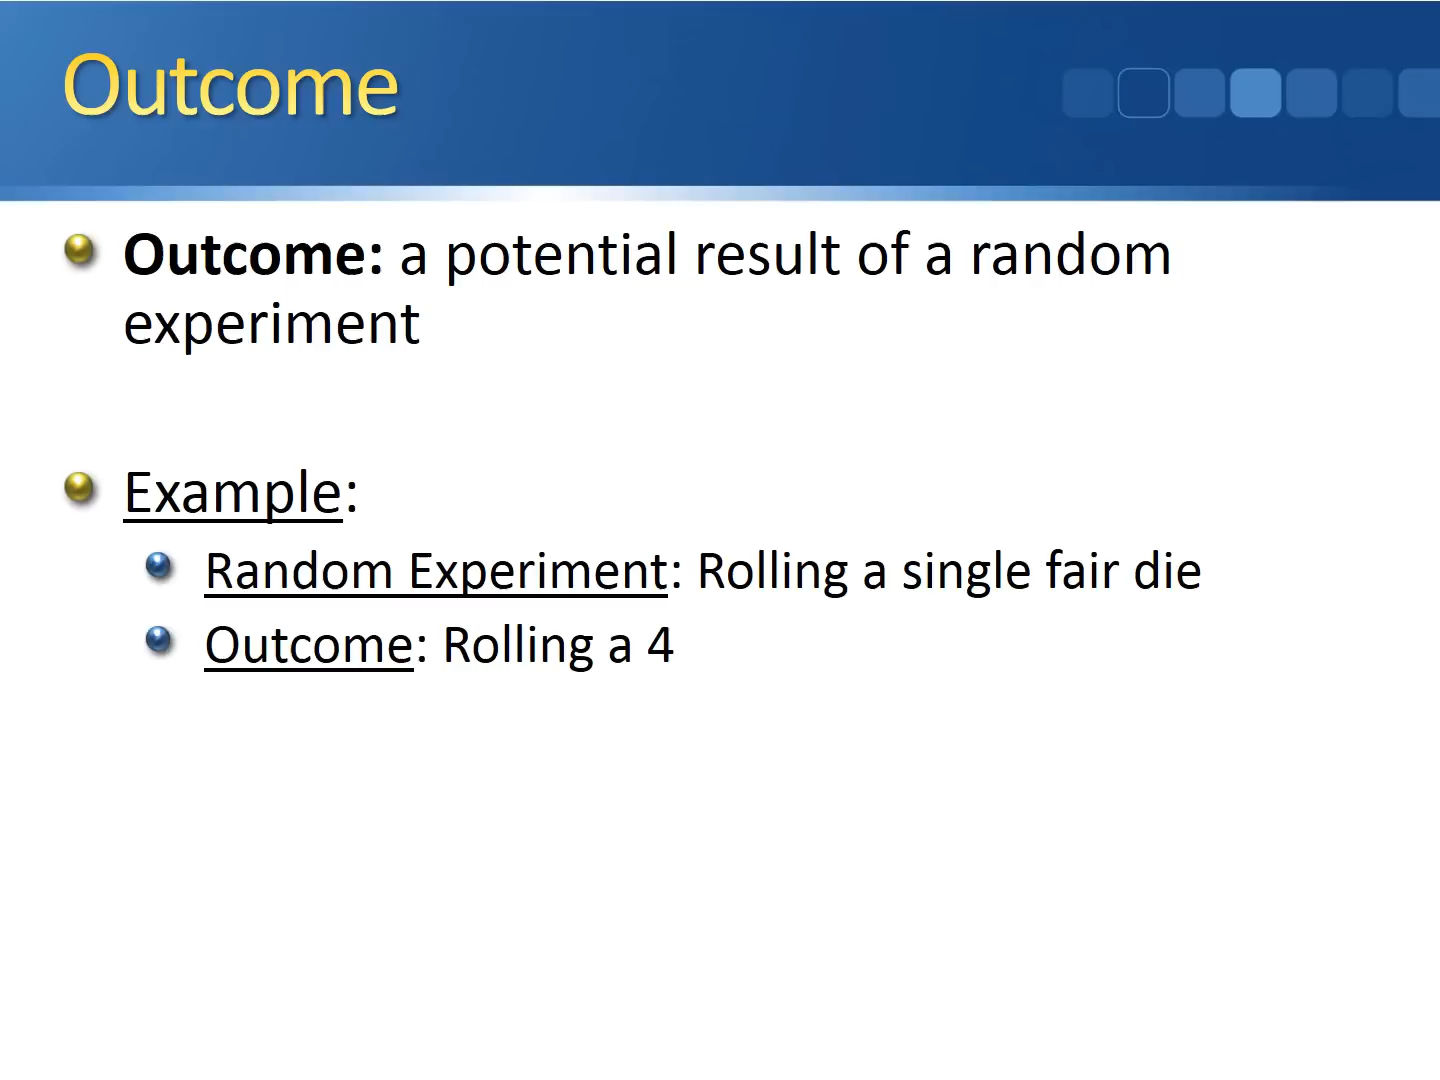 Outcome
Outcome: a potential result of a random
experiment
Example:
Random Experiment: Rolling a single fair die
Outcome: Rolling a 4